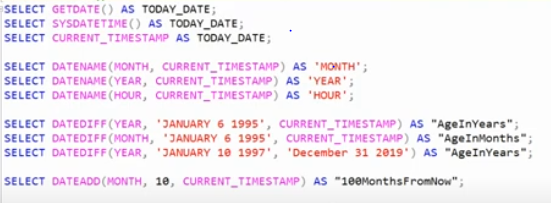 SELECT GETDATE() AS TODAY_DATE;
SELECT SYSDATETIME() AS TODAY_DATE;
SELECT CURRENT_TIMESTAMP AS TODAY_DATE;
SELECT DATENAME(MONTH, CURRENT_TIMESTAMP) AS 'MONTH';
SELECT DATENAME(YEAR, CURRENT_TIMESTAMP) AS 'YEAR';
SELECT DATENAME(HOUR, CURRENT_TIMESTAMP) AS 'HOUR';
SELECT DATEDIFF(YEAR, 'JANUARY 6 1995', CURRENT_TIMESTAMP) AS "AgeInYears";
SELECT DATEDIFF(MONTH, 'JANUARY 6 1995', CURRENT_TIMESTAMP) AS "AgeInMonths";
SELECT DATEDIFF(YEAR, 'JANUARY 10 1997', 'December 31 2019') AS "AgeInYears";
SELECT DATEADD(MONTH, 10, CURRENT_TIMESTAMP) AS "100MonthsFromNow";